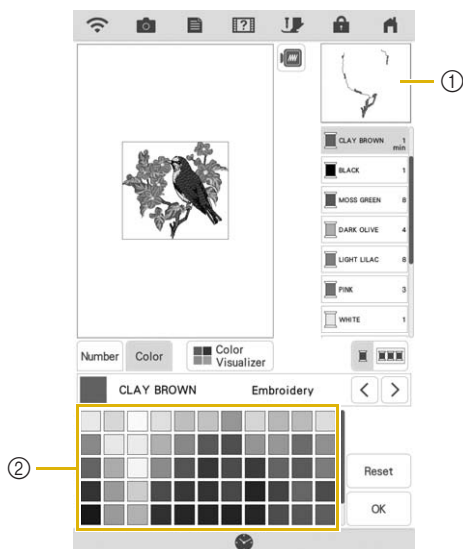 ?
①
CLAY BROWN 1
min
BLACK 1
MOSS GREEN 8
DARK OLIVE 4
LIGHT LILAC 8
PINK 3
WHITE 1
Number Color Color
Visualizer
CLAY BROWN Embroidery < >
②
Reset
OK